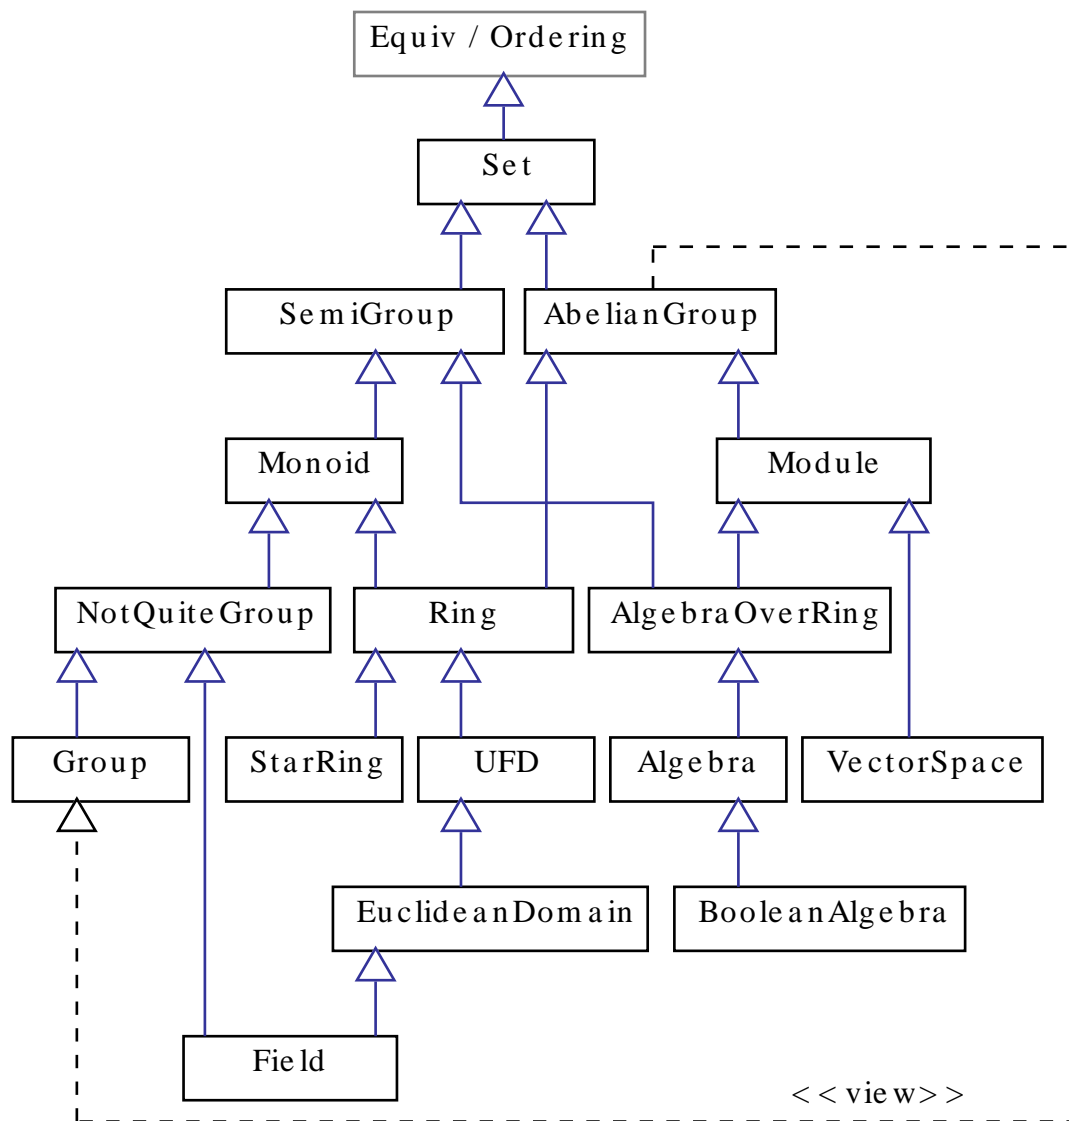 Equiv / Ordering
Set
SemiGroup
AbelianGroup
Monoid
Module
NotQuiteGroup
Ring
AlgebraOverRing
Group
StarRing
UFD
Algebra
VectorSpace
EuclideanDomain
BooleanAlgebra
Field
<<view>>